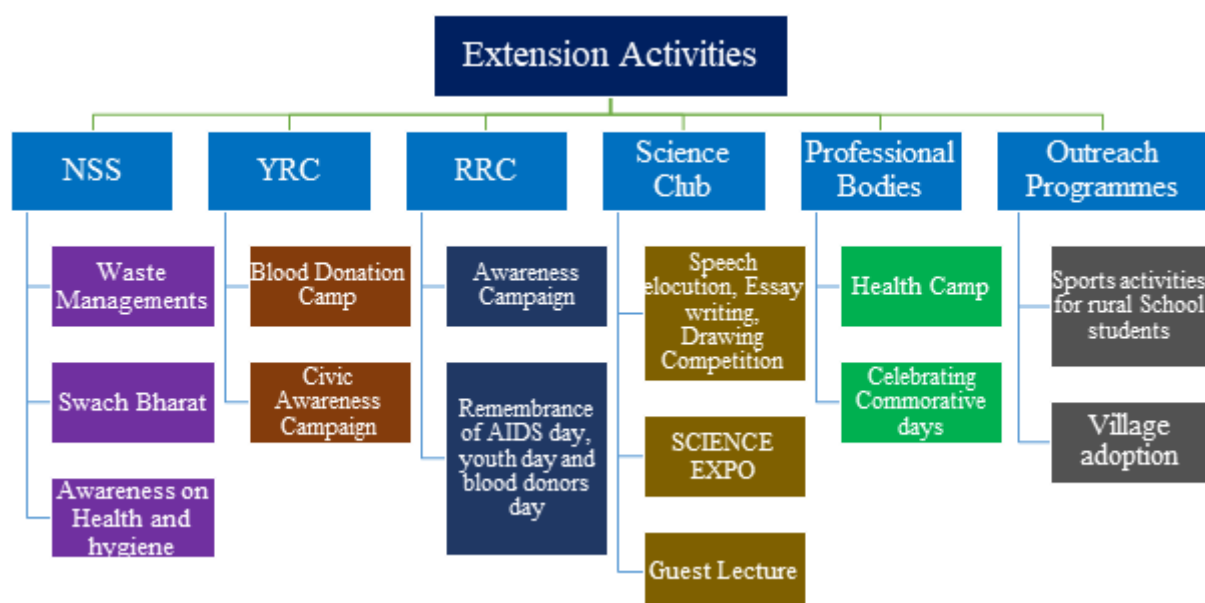 Extension Activities
NSS
Waste
Managements
Swach Bharat
Awareness on
Health and
hygiene
YRC
Blood Donation
Camp
Civic
Awareness
Campaign
RRC
Awareness
Campaign
Remembrance
of AIDS day,
youth day and
blood donors
day
Science
Club
Speech
elocution, Essay
writing,
Drawing
Competition
SCIENCE
EXPO
Guest Lecture
Professional
Bodies
Health Camp
Celebrating
Commorative
days
Outreach
Programmes
Sports activities
for rural School
students
Village
adoption